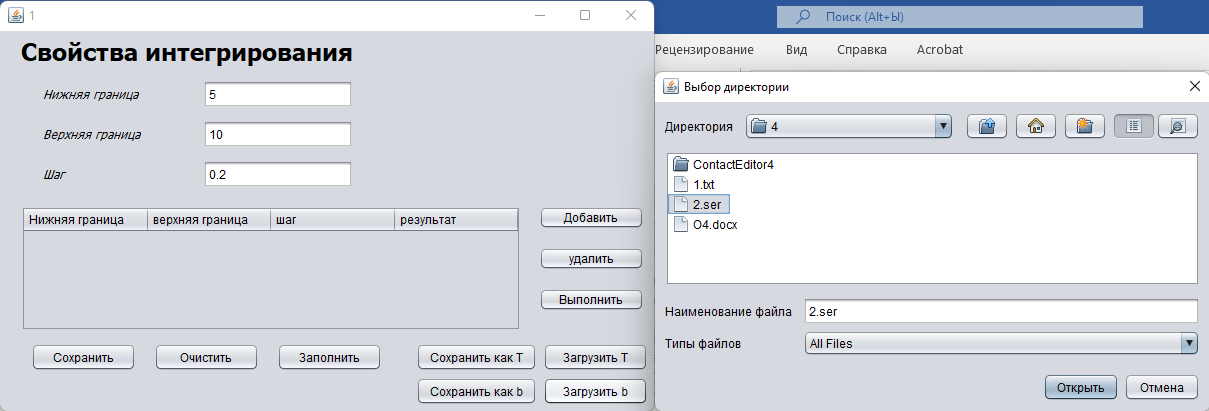 1
Свойства интегрирования
Нижняя граница
5
Верхняя граница
10
Шаг
0.2
Нижняя граница верхняя граница шаг результат
Добавить
удалить
Выполнить
Сохранить Очистить Заполнить Сохранить как T Загрузить T
Сохранить как b Загрузить b
Поиск (Alt+Ы)
Рецензирование Вид Справка Acrobat
Выбор директории
Директория 4
ContactEditor4
1.txt
2.ser
O4.docx
Наименование файла 2.ser
Типы файлов All Files
Открыть Отмена